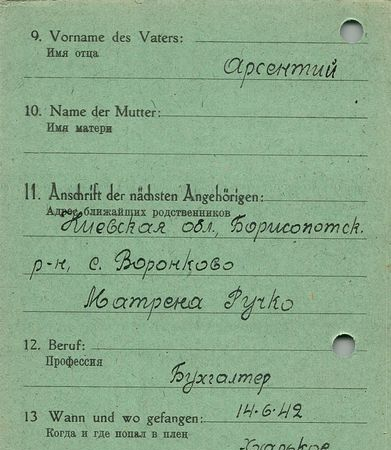 9. Vorname des Vaters:
Имя отца
Арсентий
10. Name der Mutter:
Имя матери
11. Anschrift der nächsten Angehörigen:
Адрес ближайших родственников
Киевская обл., Борисопотск.
р-н, с. Воронково
Матрена Ручко
12. Beruf:
Профессия
Бухгалтер
13 Wann und wo gefangen:
14.6.42
Когда и где попал в плен